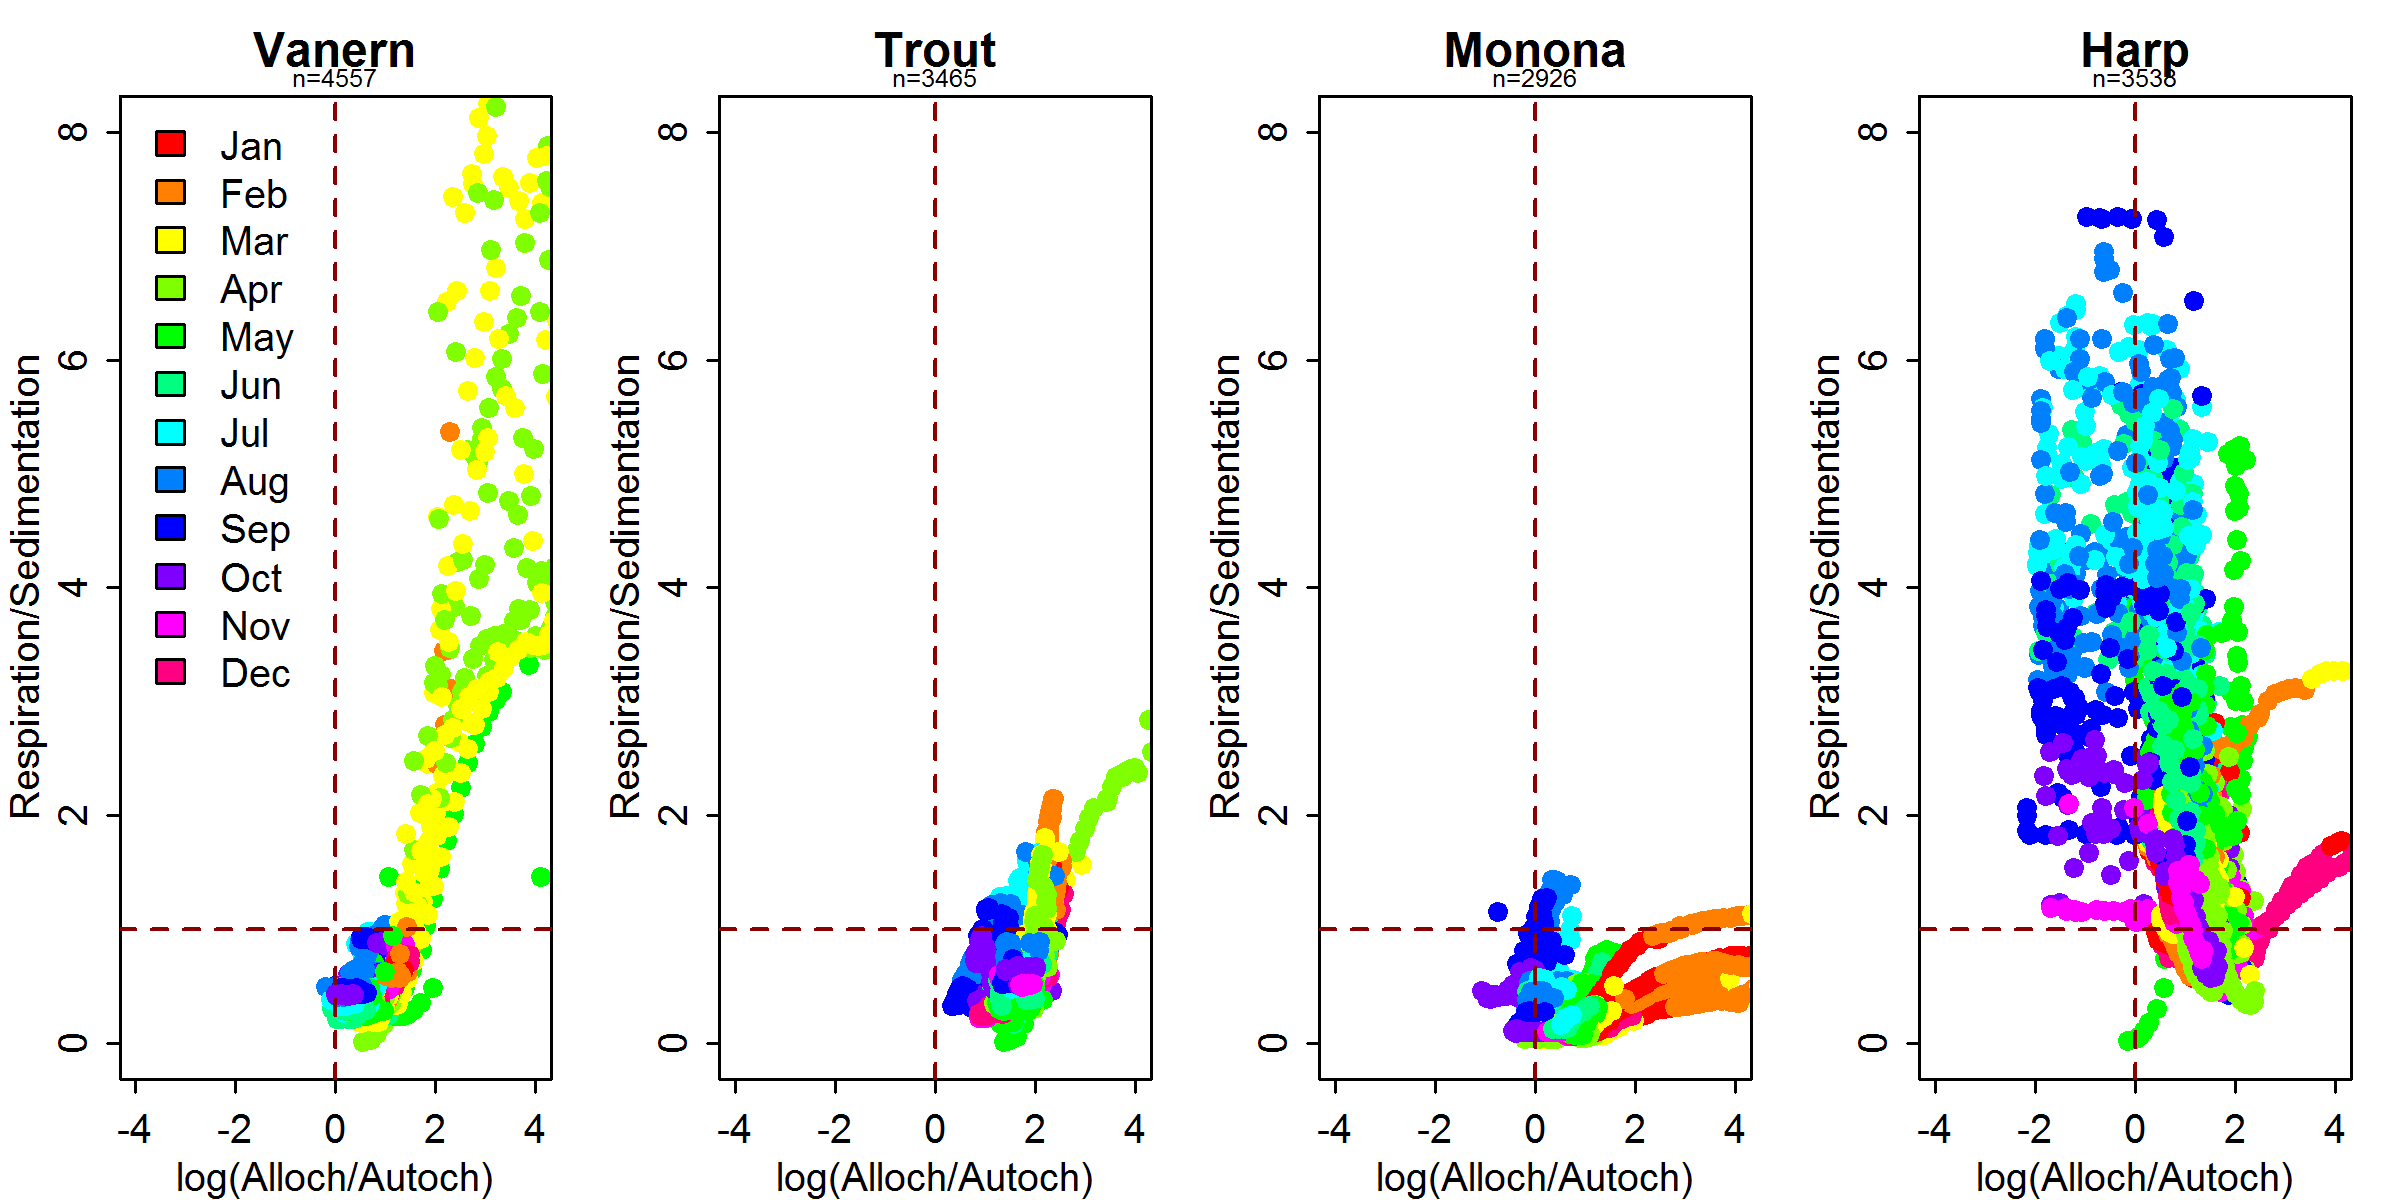 Vanern
n=4557
Jan
Feb
Mar
Apr
May
Jun
Jul
Aug
Sep
Oct
Nov
Dec
Respiration/Sedimentation
0 2 4 6 8
-4 -2 0 2 4
log(Alloch/Autoch)
Trout
n=3465
Respiration/Sedimentation
0 2 4 6 8
-4 -2 0 2 4
log(Alloch/Autoch)
Monona
n=2926
Respiration/Sedimentation
0 2 4 6 8
-4 -2 0 2 4
log(Alloch/Autoch)
Harp
n=3538
Respiration/Sedimentation
0 2 4 6 8
-4 -2 0 2 4
log(Alloch/Autoch)